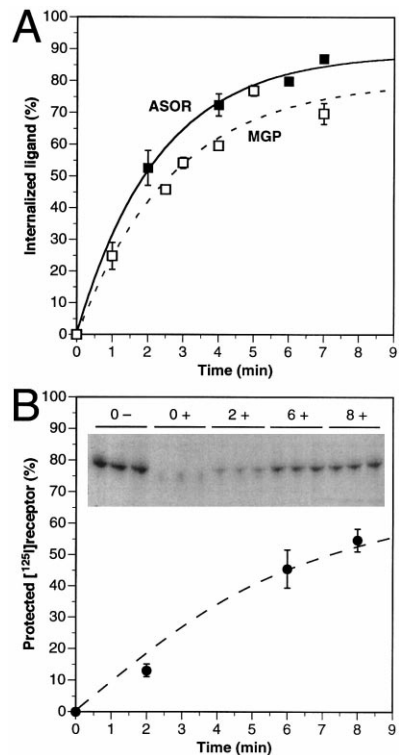 A
100
90
80
70
60
50
40
30
20
10
0
Internalized ligand (%)
ASOR
MGP
0 1 2 3 4 5 6 7 8 9
Time (min)
B
100
90
80
70
60
50
40
30
20
10
0
Protected [125I]receptor (%)
0 – 0 + 2 + 6 + 8 +
0 1 2 3 4 5 6 7 8 9
Time (min)